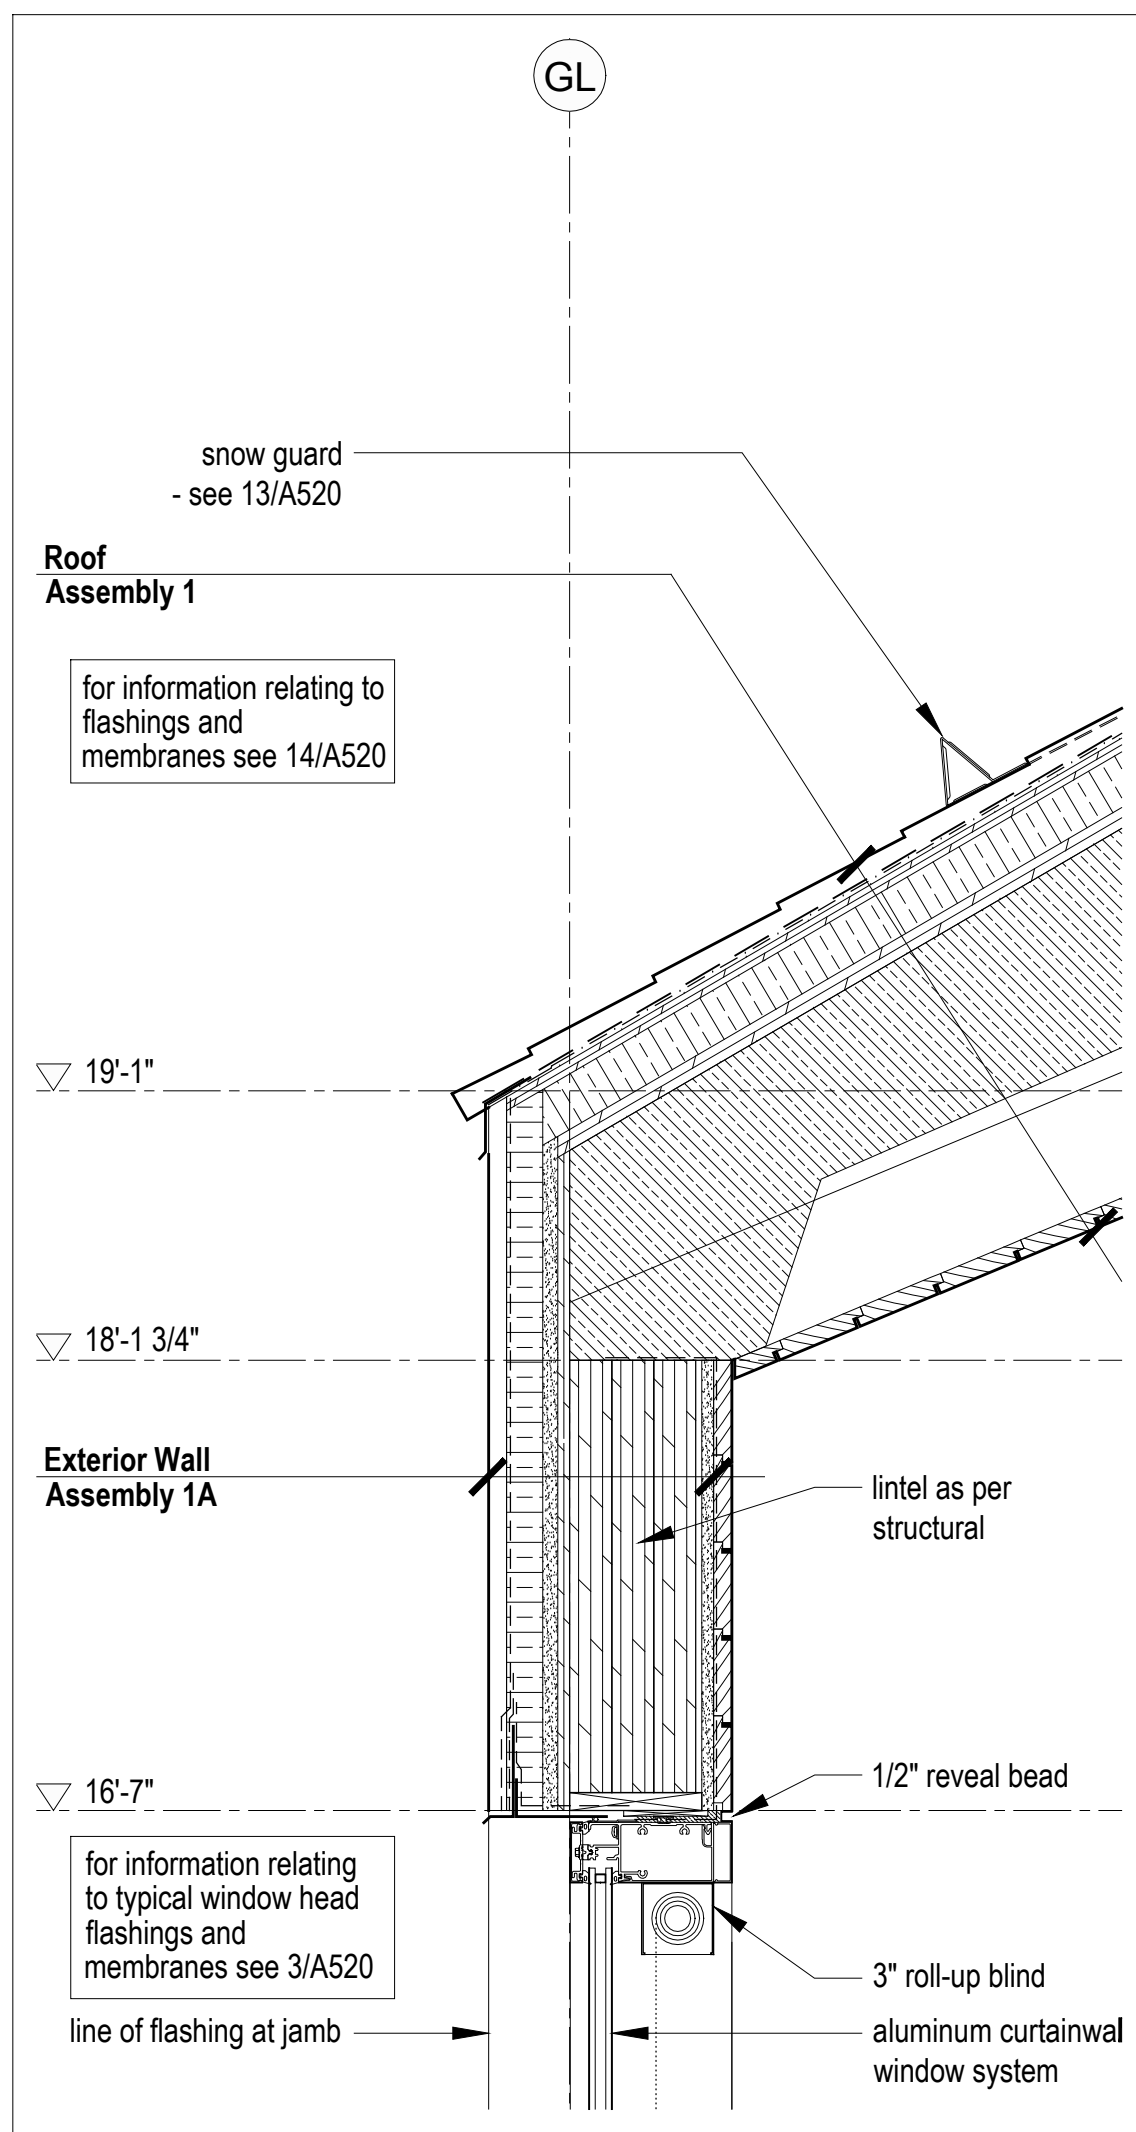 GL
snow guard
- see 13/A520
Roof
Assembly 1
for information relating to
flashings and
membranes see 14/A520
19'-1"
18'-1 3/4"
Exterior Wall
Assembly 1A
lintel as per
structural
16'-7"
1/2" reveal bead
for information relating
to typical window head
flashings and
membranes see 3/A520
3" roll-up blind
line of flashing at jamb
aluminum curtainwal
window system